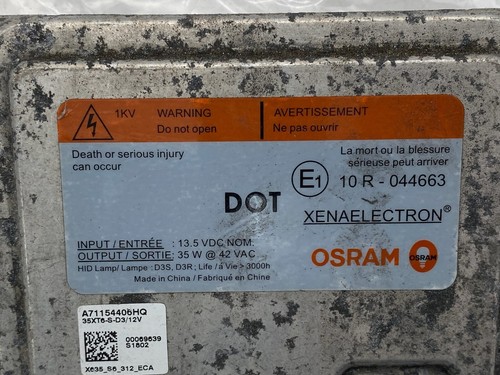 1KV
WARNING
Do not open
AVERTISSEMENT
Ne pas ouvrir
Death or serious injury
can occur
La mort ou la blessure
sérieuse peut arriver
E1 10 R - 044663
DOT
XENAELECTRON®
INPUT / ENTRÉE : 13.5 VDC NOM.
OUTPUT / SORTIE: 35 W @ 42 VAC
HID Lamp/ Lampe : D3S, D3R; Life / á Vie > 3000h
Made in China / Fabriqué en Chine
OSRAM OSRAM
A71154406HQ
35XT6-S-D3/12V
00069639
S1802
X635_S6_312_ECA